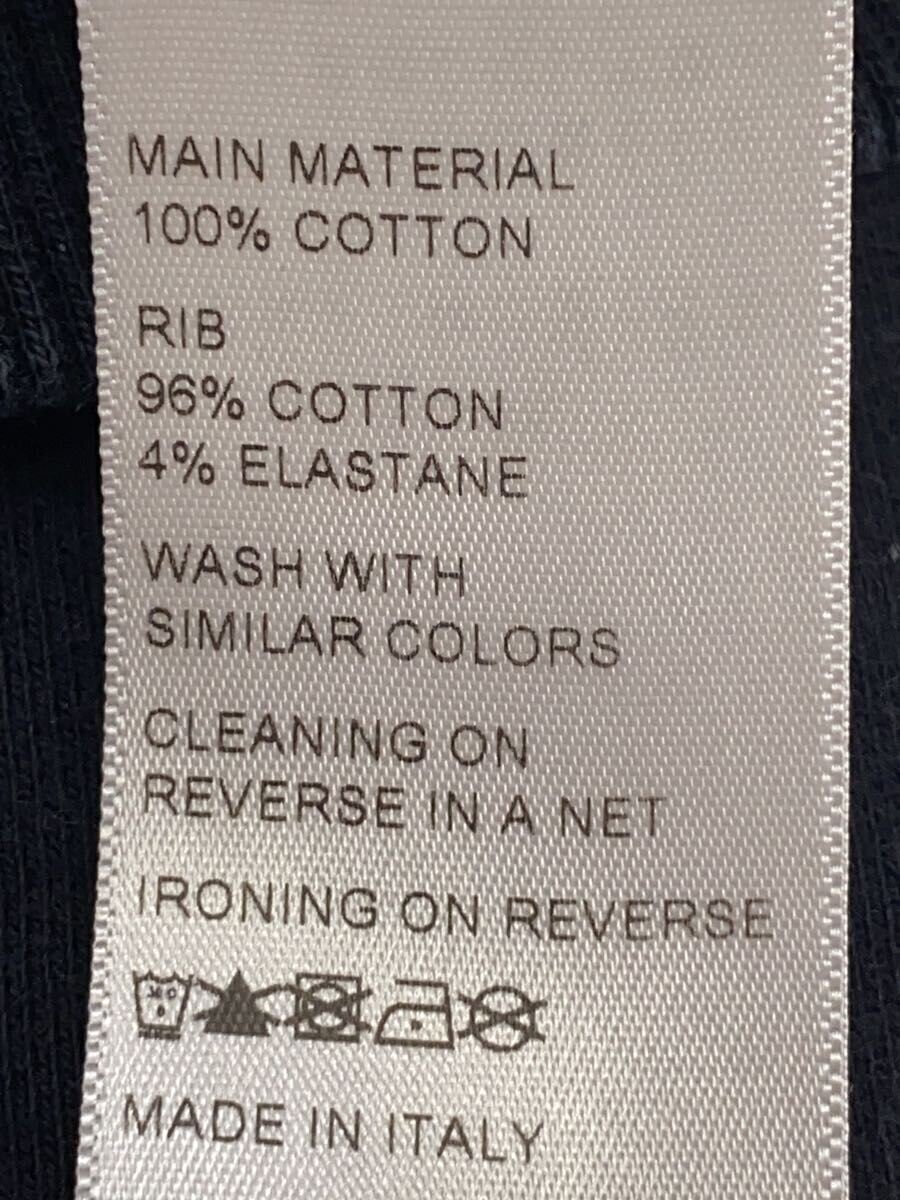 MAIN MATERIAL
100% COTTON
RIB
96% COTTON
4% ELASTANE
WASH WITH
SIMILAR COLORS
CLEANING ON
REVERSE IN A NET
IRONING ON REVERSE
MADE IN ITALY